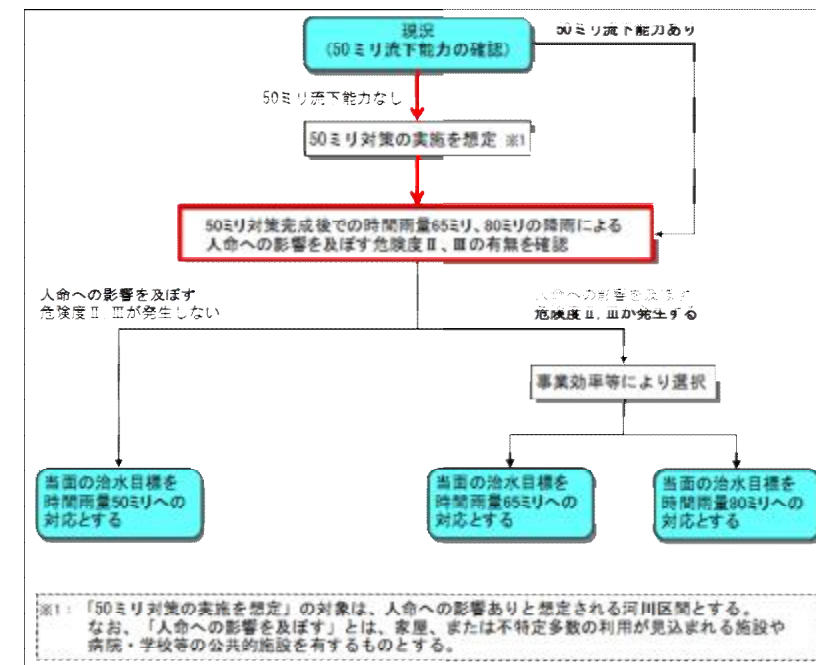 現況
(50ミリ流下能力の確認)
50ミリ流下能力あり
50ミリ流下能力なし
50ミリ対策の実施を想定 ※1
50ミリ対策完成後での時間雨量65ミリ、80ミリの降雨による
人命への影響を及ぼす危険度Ⅱ、Ⅲの有無を確認
人命への影響を及ぼす
危険度Ⅱ,Ⅲが発生しない
人命への影響を及ぼす
危険度Ⅱ,Ⅲが発生する
事業効率等により選択
当面の治水目標を
時間雨量50ミリへの
対応とする
当面の治水目標を
時間雨量65ミリへの
対応とする
当面の治水目標を
時間雨量80ミリへの
対応とする
※1: 「50ミリ対策の実施を想定」の対象は、人命への影響ありと想定される河川区間とする。
なお、「人命への影響を及ぼす」とは、家屋、または不特定多数の利用が見込まれる施設や
病院・学校等の公共的施設を有するものとする。